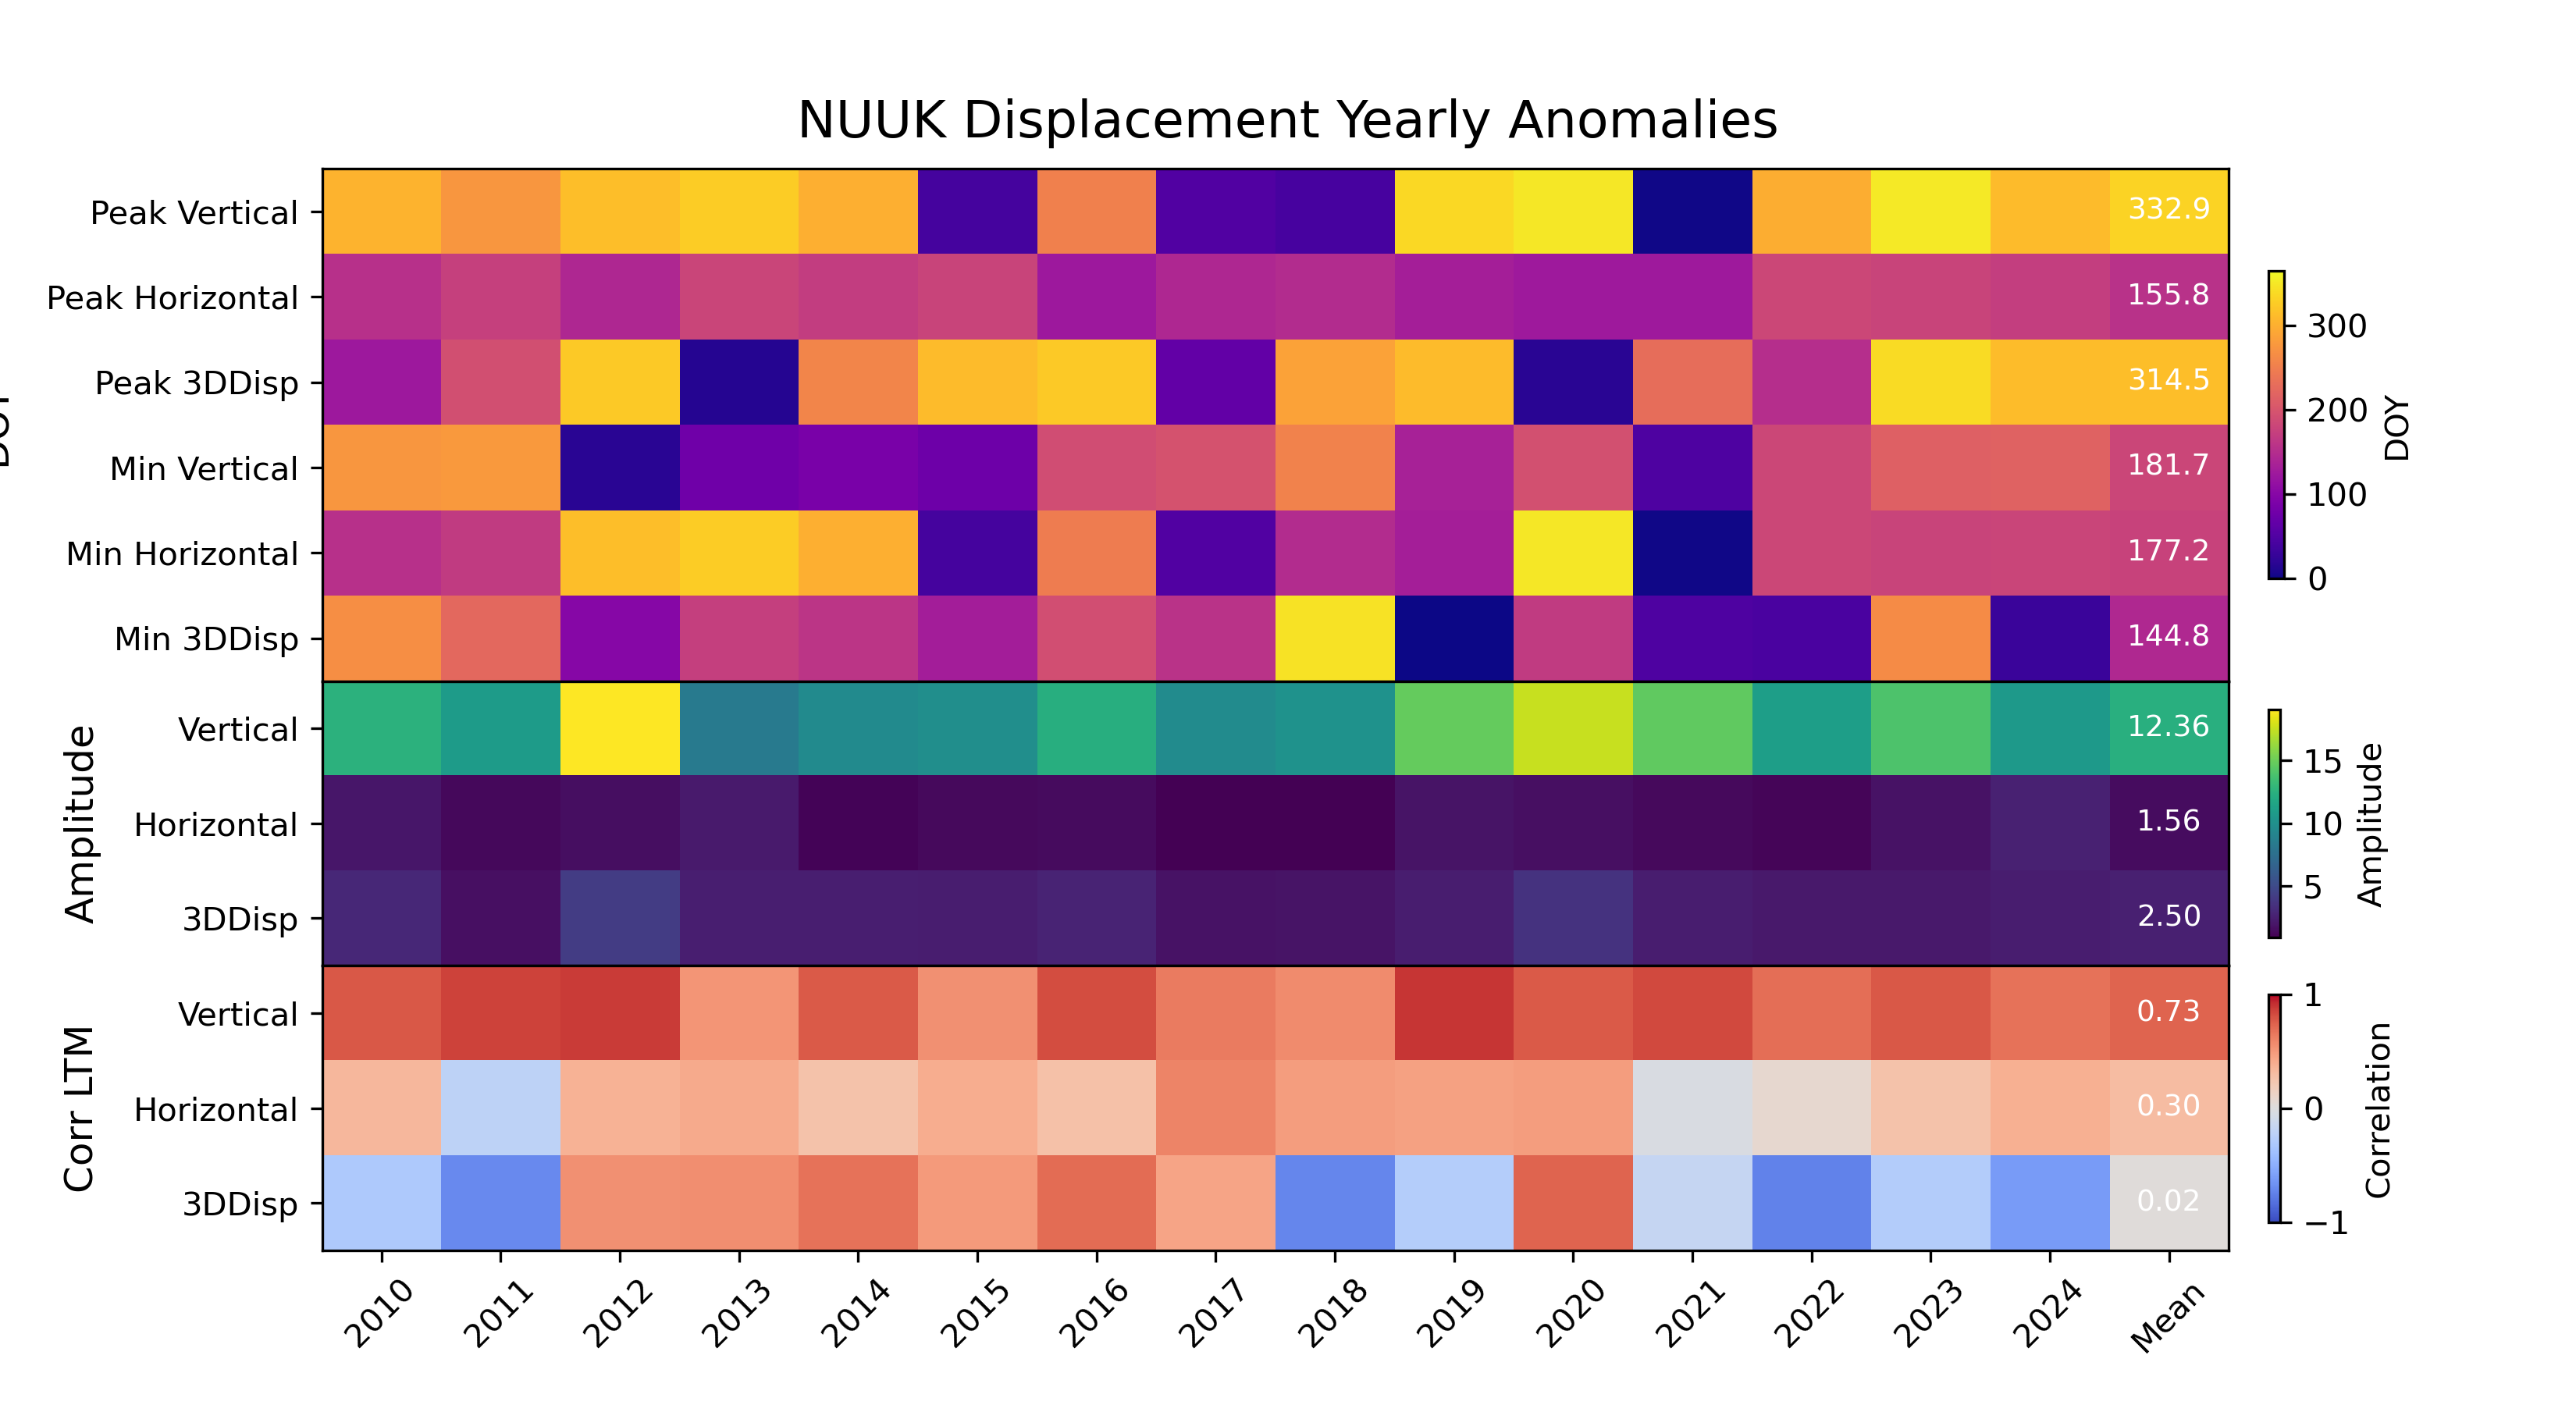 NUUK Displacement Yearly Anomalies
Peak Vertical
332.9
Peak Horizontal
155.8
Peak 3DDisp
314.5
Min Vertical
181.7
Min Horizontal
177.2
Min 3DDisp
144.8
300
200
100
0
DOY
Amplitude
Vertical
12.36
Horizontal
1.56
3DDisp
2.50
15
10
5
Amplitude
Corr LTM
Vertical
0.73
Horizontal
0.30
3DDisp
0.02
1
0
−1
Correlation
2010 2011 2012 2013 2014 2015 2016 2017 2018 2019 2020 2021 2022 2023 2024 Mean